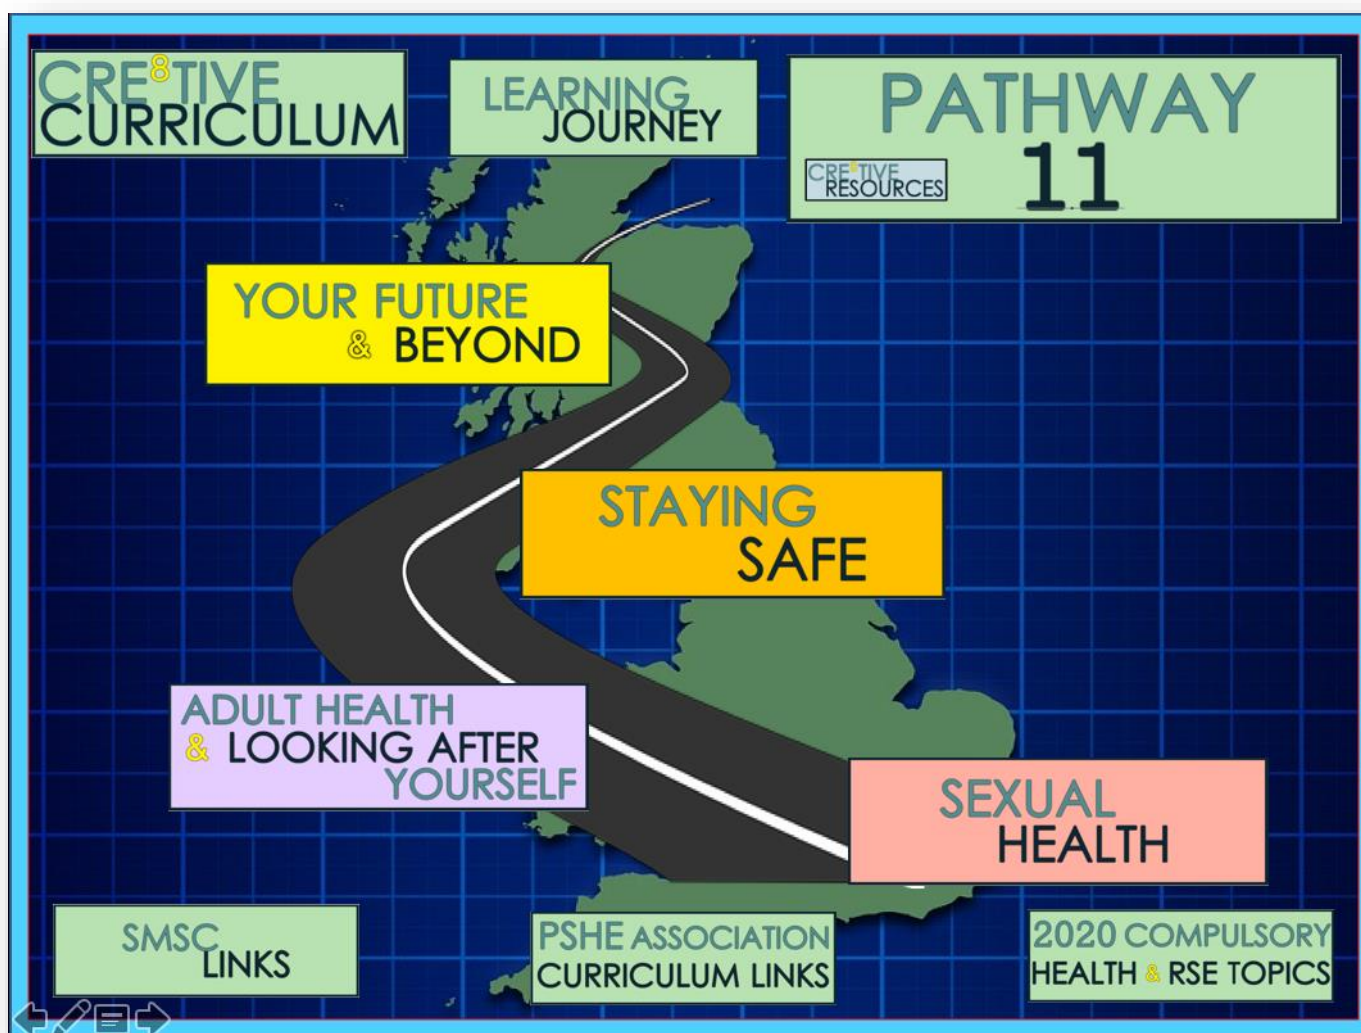 CRE8TIVE
CURRICULUM
LEARNING
JOURNEY
PATHWAY
11
CRE8TIVE
RESOURCES
YOUR FUTURE
& BEYOND
STAYING
SAFE
ADULT HEALTH
& LOOKING AFTER
YOURSELF
SEXUAL
HEALTH
SMSC
LINKS
PSHE ASSOCIATION
CURRICULUM LINKS
2020 COMPULSORY
HEALTH & RSE TOPICS